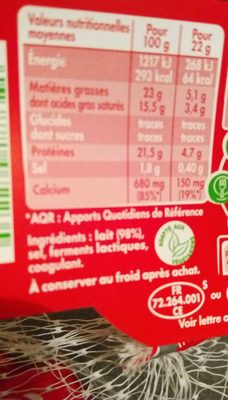 Valeurs nutritionnelles Pour Pour
moyennes 100 g 22 g
Énergie 1217 kJ 268 kJ
293 kcal 64 kcal
Matières grasses 23 g 5,1 g
dont acides gras saturés 15,5 g 3,4 g
Glucides traces traces
dont sucres traces traces
Protéines 21,5 g 4,7 g
Sel 1,8 g 0,40 g
Calcium 680 mg 150 mg
(85%*) (19%*)
*AQR : Apports Quotidiens de Référence
Ingrédients : lait (98%),
sel, ferments lactiques,
coagulant.
ADAPTÉ AUX
À conserver au froid après achat.
FR
72.264.001
CE
S ou
Voir lettre a